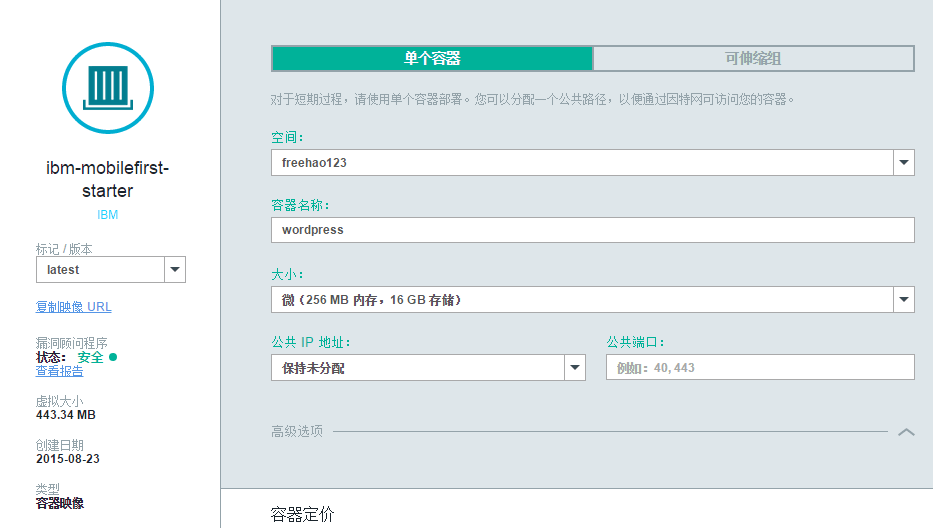 ibm-mobilefirst-
starter
IBM
标记 / 版本
latest
复制映像 URL
漏洞顾问程序
状态： 安全
查看报告
虚拟大小
443.34 MB
创建日期
2015-08-23
类型
容器映像
单个容器
可伸缩组
对于短期过程，请使用单个容器部署。您可以分配一个公共路径，以便通过因特网可访问您的容器。
空间：
freehao123
容器名称：
wordpress
大小：
微（256 MB 内存，16 GB 存储）
公共 IP 地址：
公共端口：
保持未分配
例如：40, 443
高级选项
容器定价